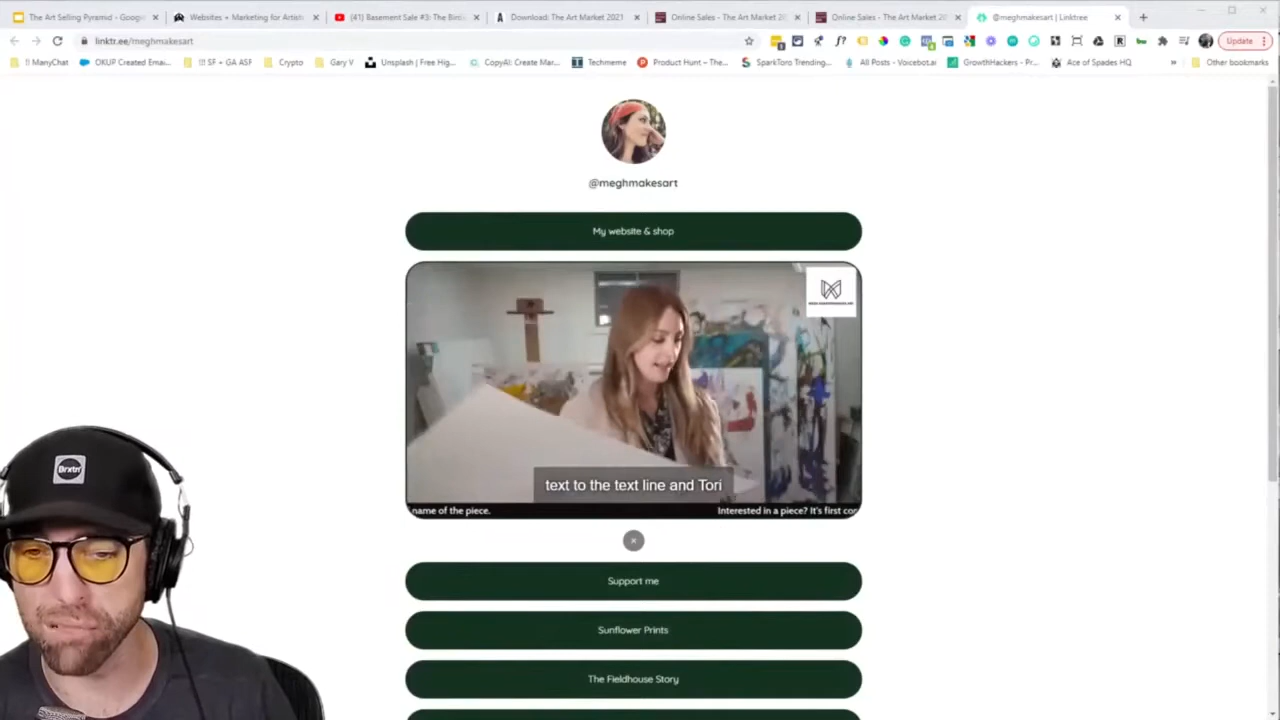 The Art Selling Pyramid - Googl
Websites + Marketing for Artist
(41) Basement Sale #3: The Birth
Download: The Art Market 2021
Online Sales - The Art Market 20
Online Sales - The Art Market 20
@meghmakesart | Linktree
linktr.ee/meghmakesart
Update
!! ManyChat
OKUP Created Emai...
!!! SF + GA ASF
Crypto
Gary V
Unsplash | Free Hig...
CopyAI: Create Mar...
Techmeme
Product Hunt – The...
SparkToro Trending...
All Posts - Voicebot.ai
GrowthHackers - Pr...
Ace of Spades HQ
»
Other bookmarks
@meghmakesart
My website & shop
text to the text line and Tori
name of the piece.
Interested in a piece? It's first co
Support me
Sunflower Prints
The Fieldhouse Story
Brxtn